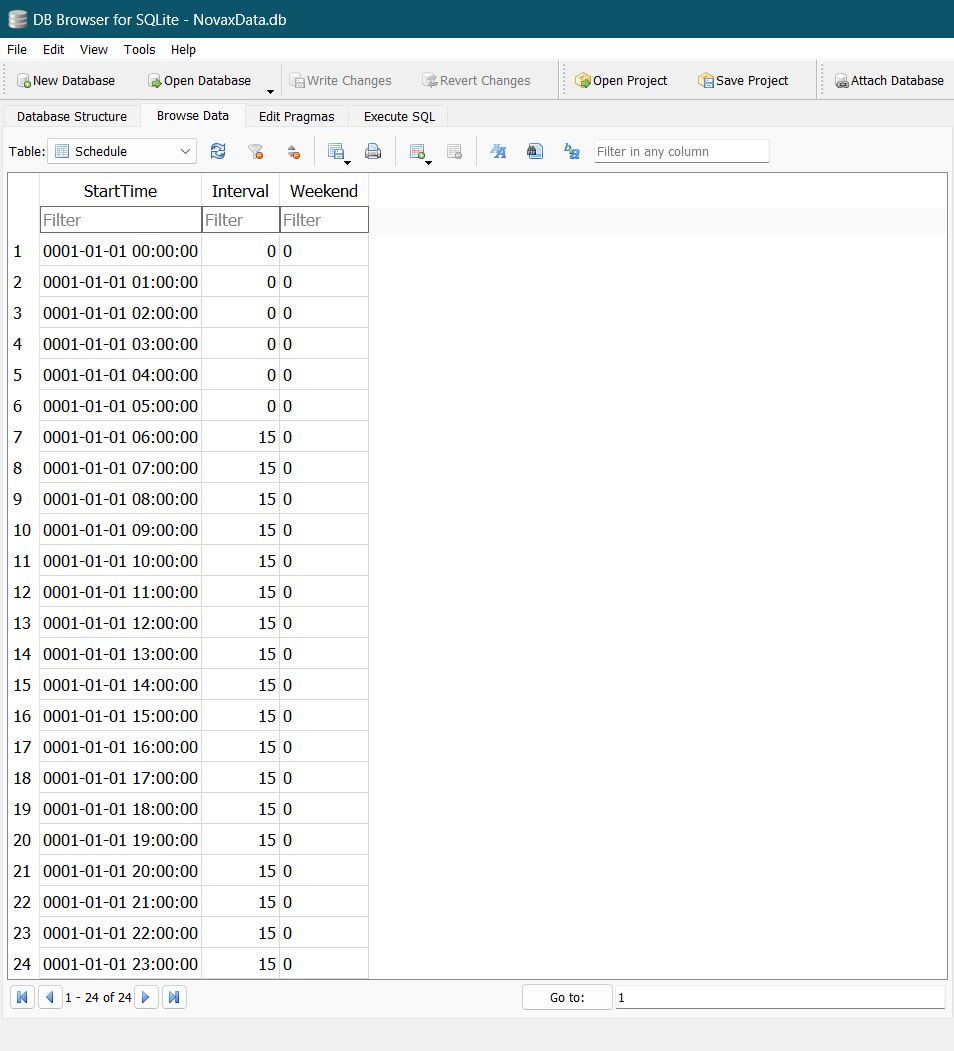 DB Browser for SQLite - NovaxData.db
File Edit View Tools Help
New Database Open Database Write Changes Revert Changes Open Project Save Project Attach Database
Database Structure Browse Data Edit Pragmas Execute SQL
Table: Schedule Filter in any column
StartTime Interval Weekend
Filter Filter Filter
1 0001-01-01 00:00:00 0 0
2 0001-01-01 01:00:00 0 0
3 0001-01-01 02:00:00 0 0
4 0001-01-01 03:00:00 0 0
5 0001-01-01 04:00:00 0 0
6 0001-01-01 05:00:00 0 0
7 0001-01-01 06:00:00 15 0
8 0001-01-01 07:00:00 15 0
9 0001-01-01 08:00:00 15 0
10 0001-01-01 09:00:00 15 0
11 0001-01-01 10:00:00 15 0
12 0001-01-01 11:00:00 15 0
13 0001-01-01 12:00:00 15 0
14 0001-01-01 13:00:00 15 0
15 0001-01-01 14:00:00 15 0
16 0001-01-01 15:00:00 15 0
17 0001-01-01 16:00:00 15 0
18 0001-01-01 17:00:00 15 0
19 0001-01-01 18:00:00 15 0
20 0001-01-01 19:00:00 15 0
21 0001-01-01 20:00:00 15 0
22 0001-01-01 21:00:00 15 0
23 0001-01-01 22:00:00 15 0
24 0001-01-01 23:00:00 15 0
1 - 24 of 24 Go to: 1